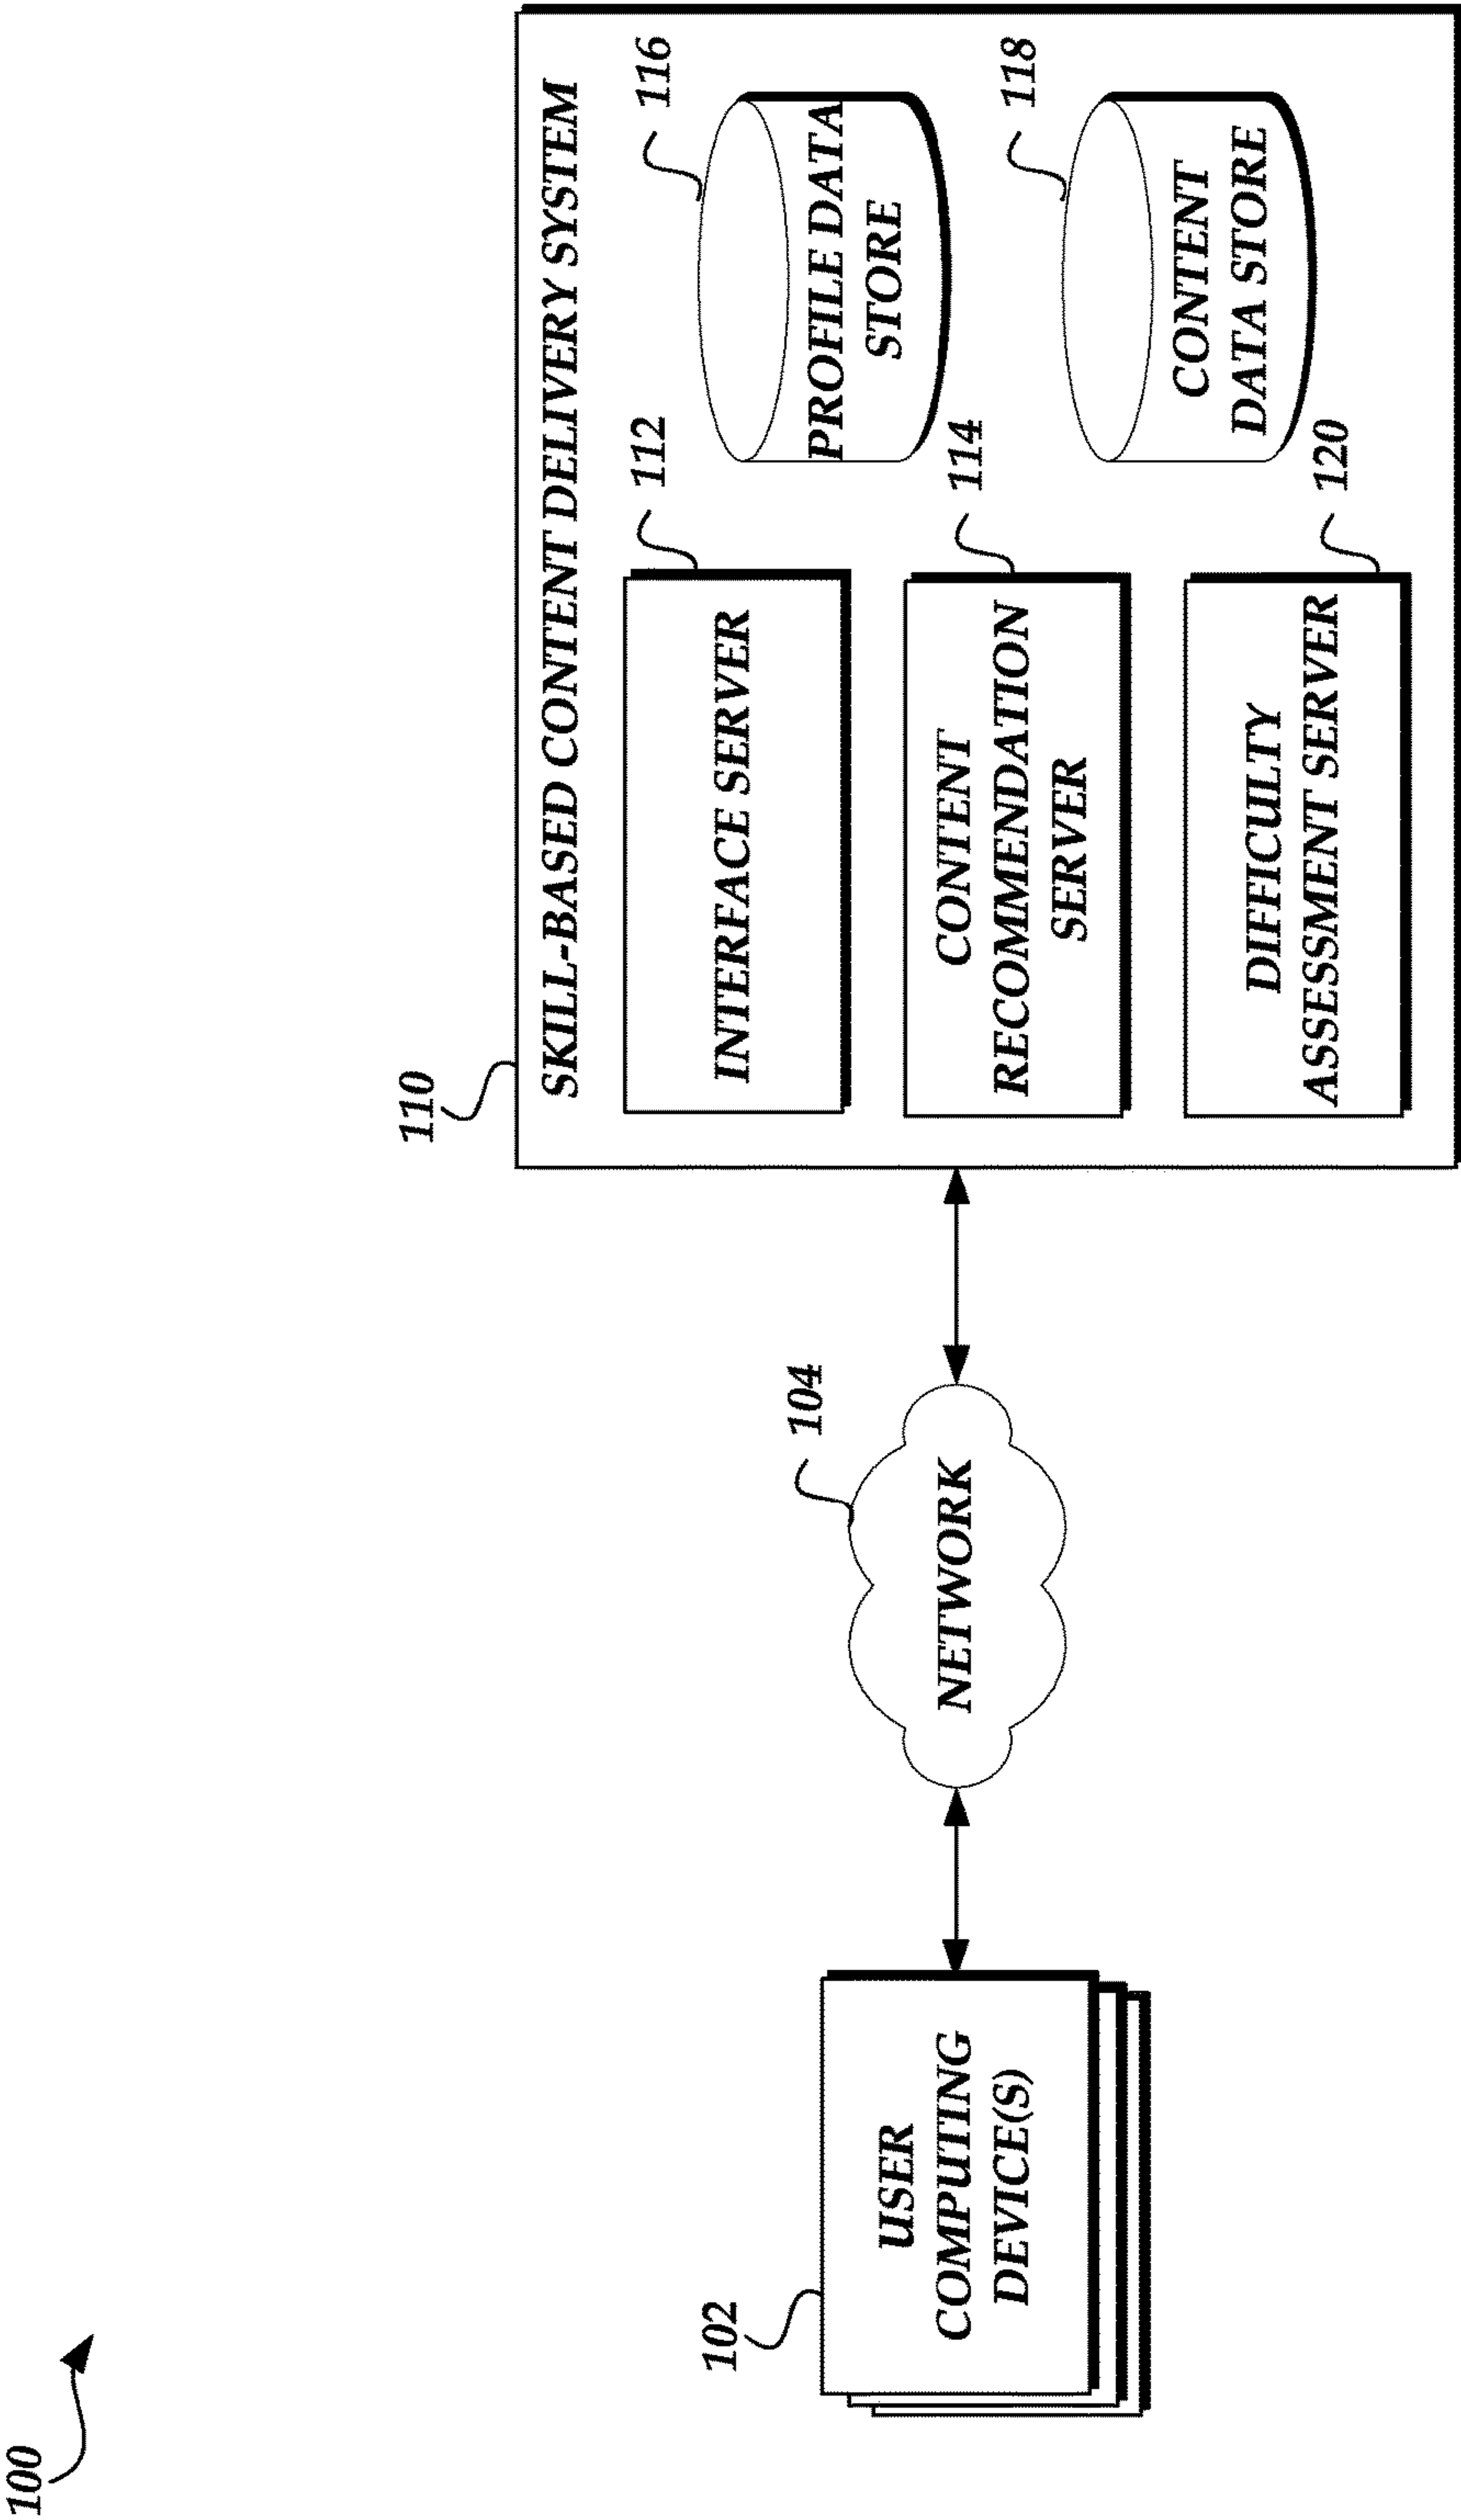 100
102
USER
COMPUTING
DEVICE(S)
104
NETWORK
110
SKILL-BASED CONTENT DELIVERY SYSTEM
112
INTERFACE SERVER
114
CONTENT
RECOMMENDATION
SERVER
120
DIFFICULTY
ASSESSMENT SERVER
116
PROFILE DATA
STORE
118
CONTENT
DATA STORE